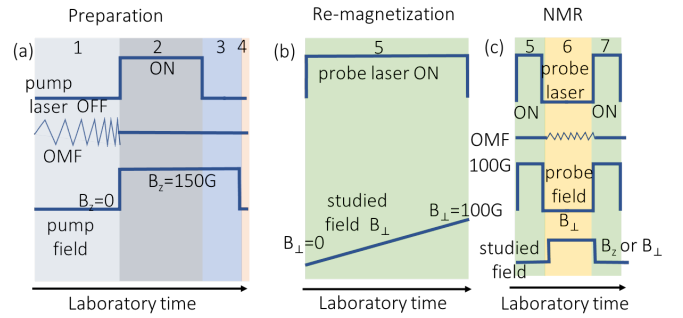 Preparation
Re-magnetization
NMR
(a)
1
2
3
4
ON
pump
laser
OFF
OMF
B_z=0
B_z=150G
pump
field
Laboratory time
(b)
5
probe laser ON
studied
field B_⊥
B_⊥=0
B_⊥=100G
Laboratory time
(c)
5
6
7
probe
laser
ON
ON
OMF
100G
probe
field
B_⊥
studied
field
B_z or B_⊥
Laboratory time